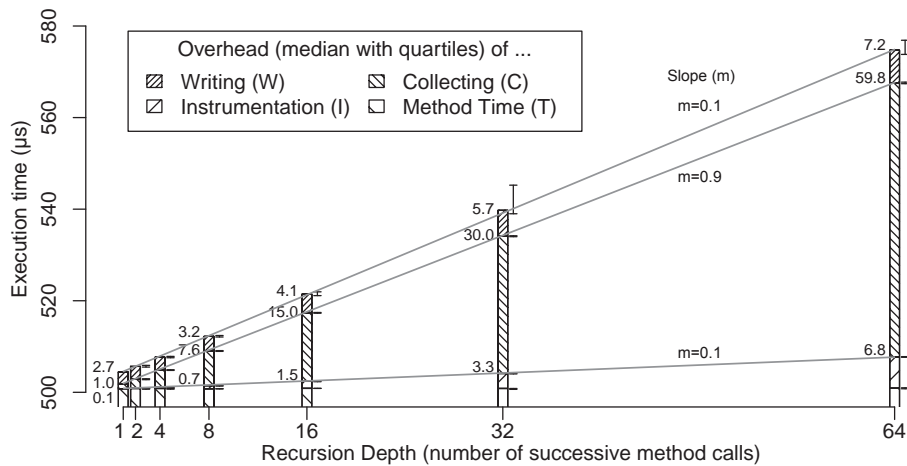 580
560
540
520
500
Execution time (µs)
Overhead (median with quartiles) of ...
Writing (W)
Collecting (C)
Instrumentation (I)
Method Time (T)
Slope (m)
m=0.1
m=0.9
m=0.1
2.7
1.0
0.1
3.2
7.6
0.7
4.1
15.0
1.5
5.7
30.0
3.3
7.2
59.8
6.8
1 2 4 8 16 32 64
Recursion Depth (number of successive method calls)